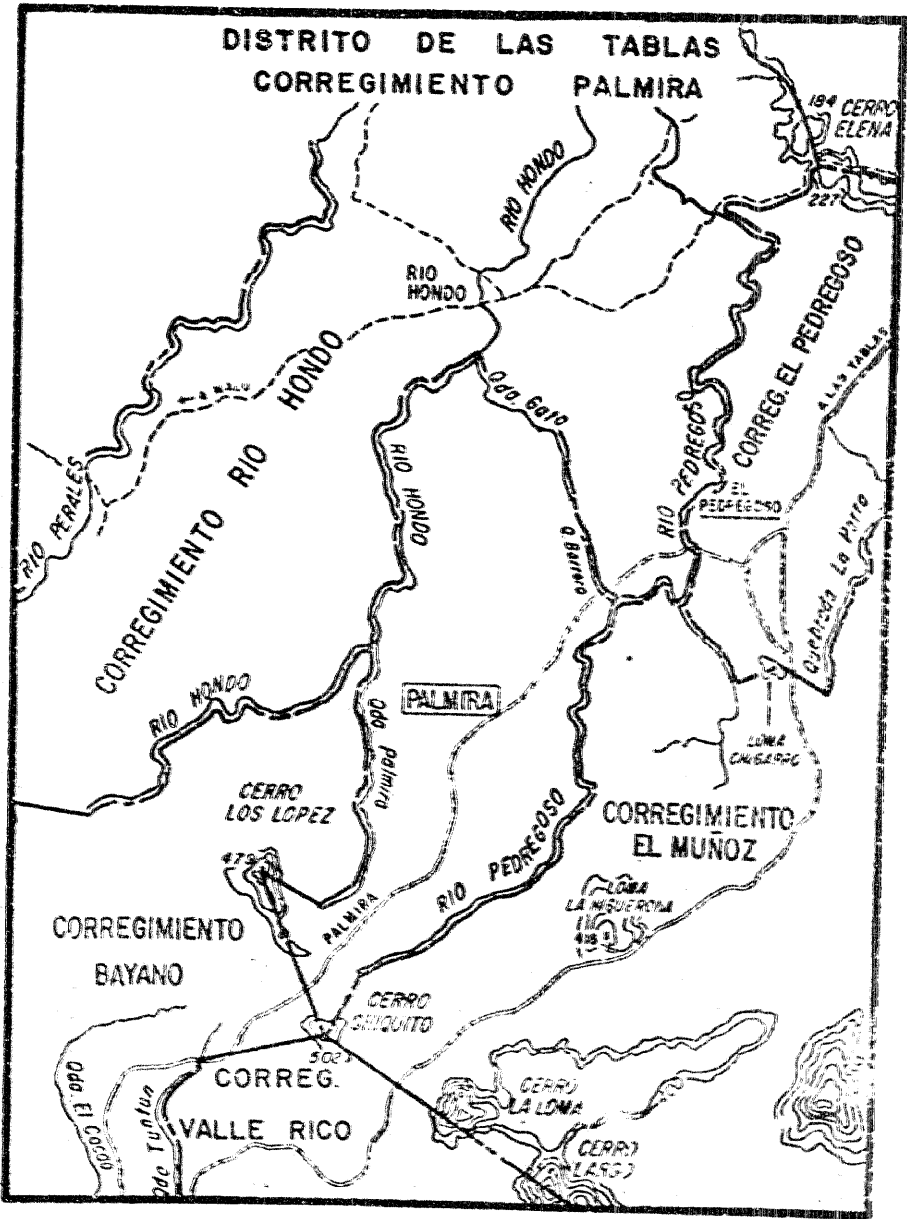 DISTRITO DE LAS TABLAS
CORREGIMIENTO PALMIRA
184 CERRO
ELENA
227
RIO HONDO
RIO
HONDO
CORREGIMIENTO RIO HONDO
RIO PERALES
RIO HONDO
Qda. Gato
RIO PEDREGOSO
CORREG. EL PEDREGOSO
A LAS TABLAS
EL
PEDREGOSO
Quebrada La Parra
RIO HONDO
PALMIRA
Qda palmira
LOMA
CERRO
LOS LOPEZ
479
CORREGIMIENTO
EL MUÑOZ
RIO PEDREGOSO
LOMA
LA HIGUERONA
PALMIRA
CORREGIMIENTO
BAYANO
CERRO
CHIQUITO
502
CORREG.
VALLE RICO
Qda. El Cocao
Qda Tuntun
CERRO
LA LOMA
CERRO
LARGO